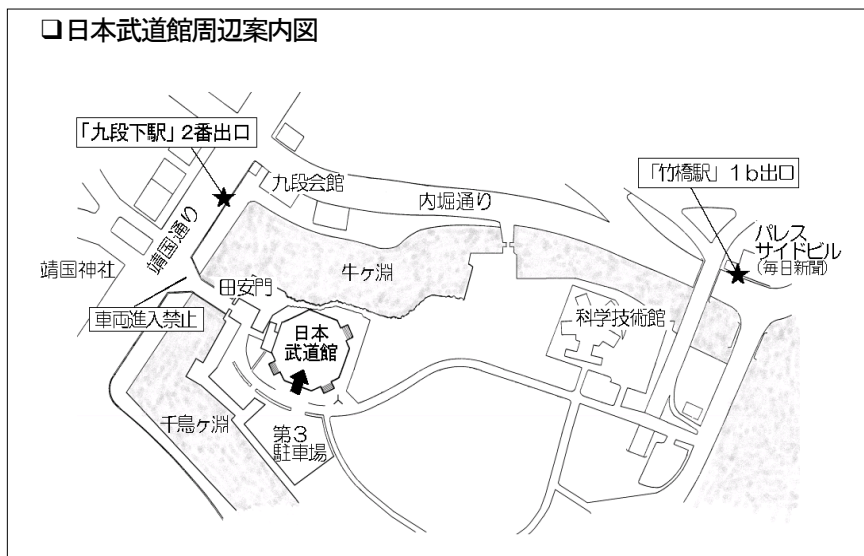 ❑日本武道館周辺案内図
「九段下駅」2番出口
九段会館
内堀通り
「竹橋駅」1b出口
パレス
サイドビル
(毎日新聞)
靖国通り
靖国神社
牛ヶ淵
田安門
車両進入禁止
日本
武道館
科学技術館
千鳥ヶ淵
第3
駐車場